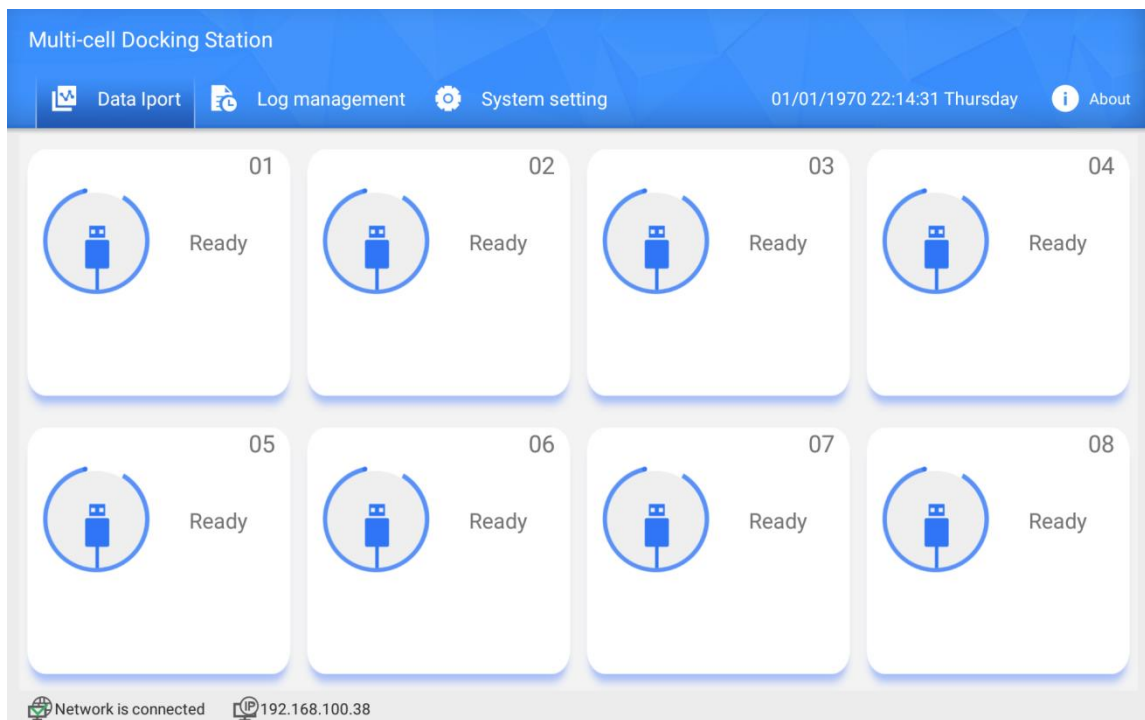 Multi-cell Docking Station
Data Iport Log management System setting 01/01/1970 22:14:31 Thursday i About
01 02 03 04
Ready Ready Ready Ready
05 06 07 08
Ready Ready Ready Ready
Network is connected IP 192.168.100.38